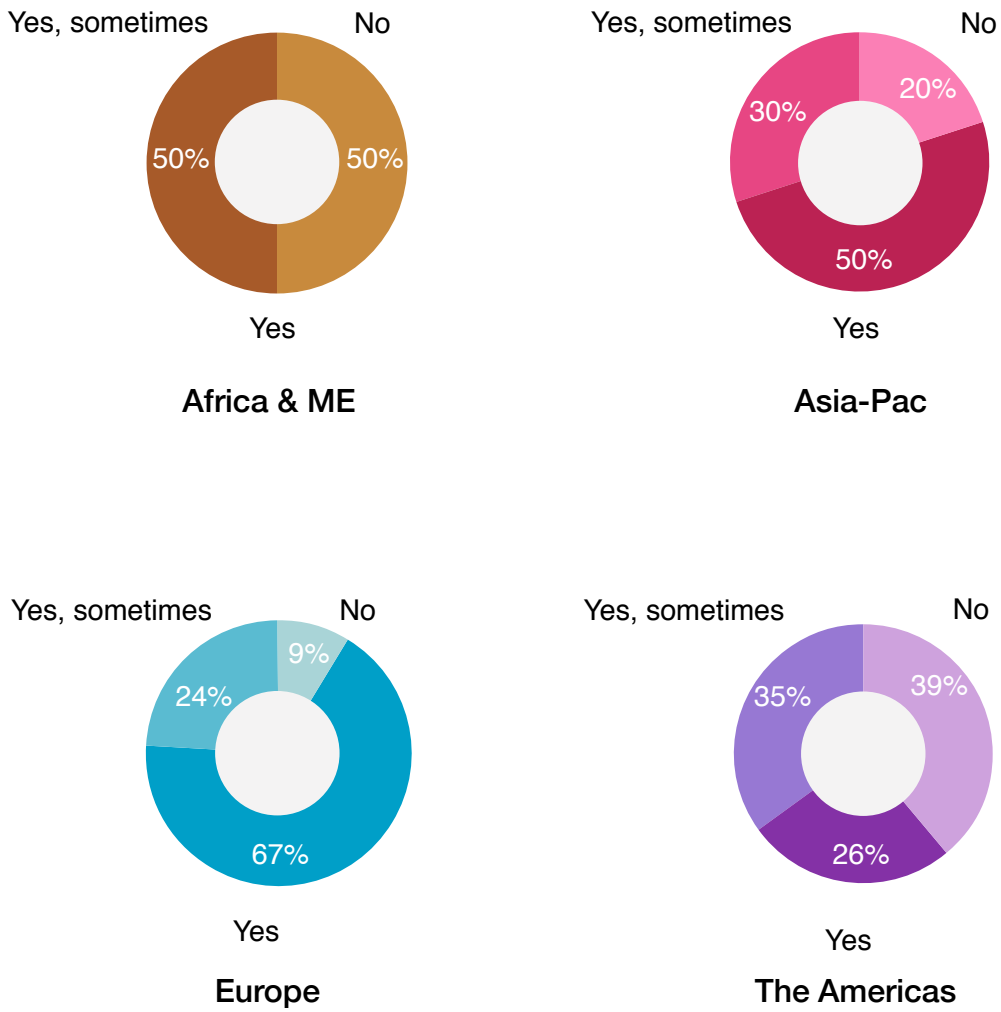 Yes, sometimes
No
50%
50%
Yes
Africa & ME
Yes, sometimes
No
30%
20%
50%
Yes
Asia-Pac
Yes, sometimes
No
24%
9%
67%
Yes
Europe
Yes, sometimes
No
35%
39%
26%
Yes
The Americas